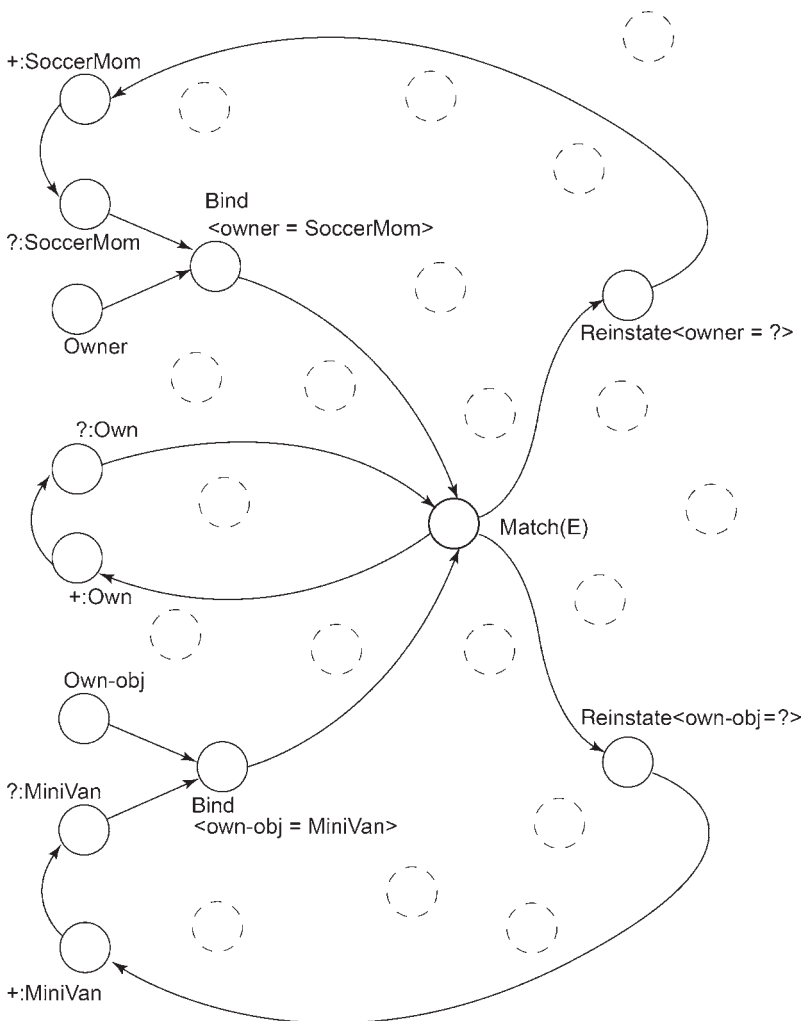 +:SoccerMom
Bind
<owner = SoccerMom>
?:SoccerMom
Owner
Reinstate<owner = ?>
?:Own
Match(E)
+:Own
Own-obj
Reinstate<own-obj=?>
?:MiniVan
Bind
<own-obj = MiniVan>
+:MiniVan